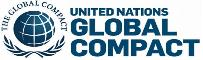 THE GLOBAL COMPACT
UNITED NATIONS
GLOBAL
COMPACT